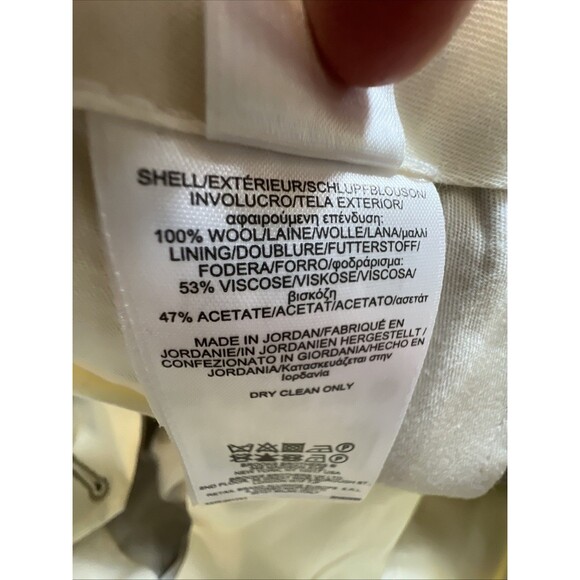 SHELL/EXTÉRIEUR/SCHLUPFBLOUSON/
INVOLUCRO/TELA EXTERIOR/
αφαιρούμενη επένδυση:
100% WOOL/LAINE/WOLLE/LANA/μαλλί
LINING/DOUBLURE/FUTTERSTOFF/
FODERA/FORRO/φοδράρισμα:
53% VISCOSE/VISKOSE/VISCOSA/
βισκόζη
47% ACETATE/ACETAT/ACETATO/ασετάτ
MADE IN JORDAN/FABRIQUÉ EN
JORDANIE/IN JORDANIEN HERGESTELLT/
CONFEZIONATO IN GIORDANIA/HECHO EN
JORDANIA/Κατασκευάζεται στην
Ιορδανία
DRY CLEAN ONLY